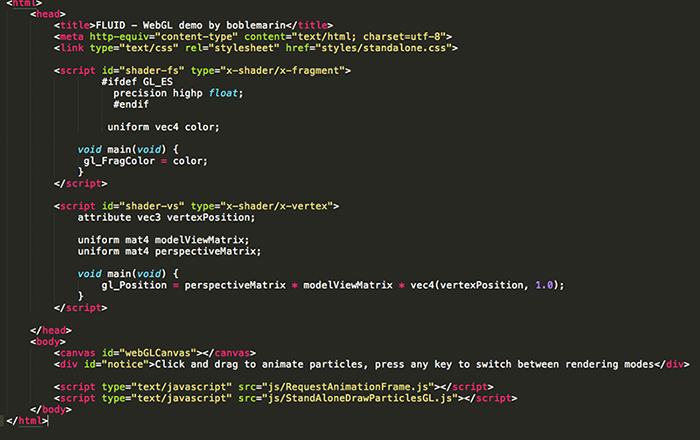 <html>
<head>
<title>FLUID - WebGL demo by boblemarin</title>
<meta http-equiv="content-type" content="text/html; charset=utf-8">
<link type="text/css" rel="stylesheet" href="styles/standalone.css">
<script id="shader-fs" type="x-shader/x-fragment">
#ifdef GL_ES
precision highp float;
#endif
uniform vec4 color;
void main(void) {
gl_FragColor = color;
}
</script>
<script id="shader-vs" type="x-shader/x-vertex">
attribute vec3 vertexPosition;
uniform mat4 modelViewMatrix;
uniform mat4 perspectiveMatrix;
void main(void) {
gl_Position = perspectiveMatrix * modelViewMatrix * vec4(vertexPosition, 1.0);
}
</script>
</head>
<body>
<canvas id="webGLCanvas"></canvas>
<div id="notice">Click and drag to animate particles, press any key to switch between rendering modes</div>
<script type="text/javascript" src="js/RequestAnimationFrame.js"></script>
<script type="text/javascript" src="js/StandAloneDrawParticlesGL.js"></script>
</body>
</html>